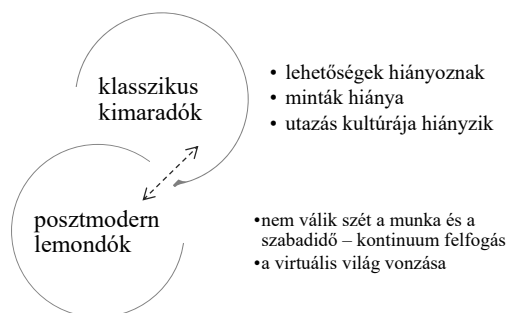 klasszikus
kimaradók
• lehetőségek hiányoznak
• minták hiánya
• utazás kultúrája hiányzik
posztmodern
lemondók
•nem válik szét a munka és a
szabadidő – kontinuum felfogás
•a virtuális világ vonzása